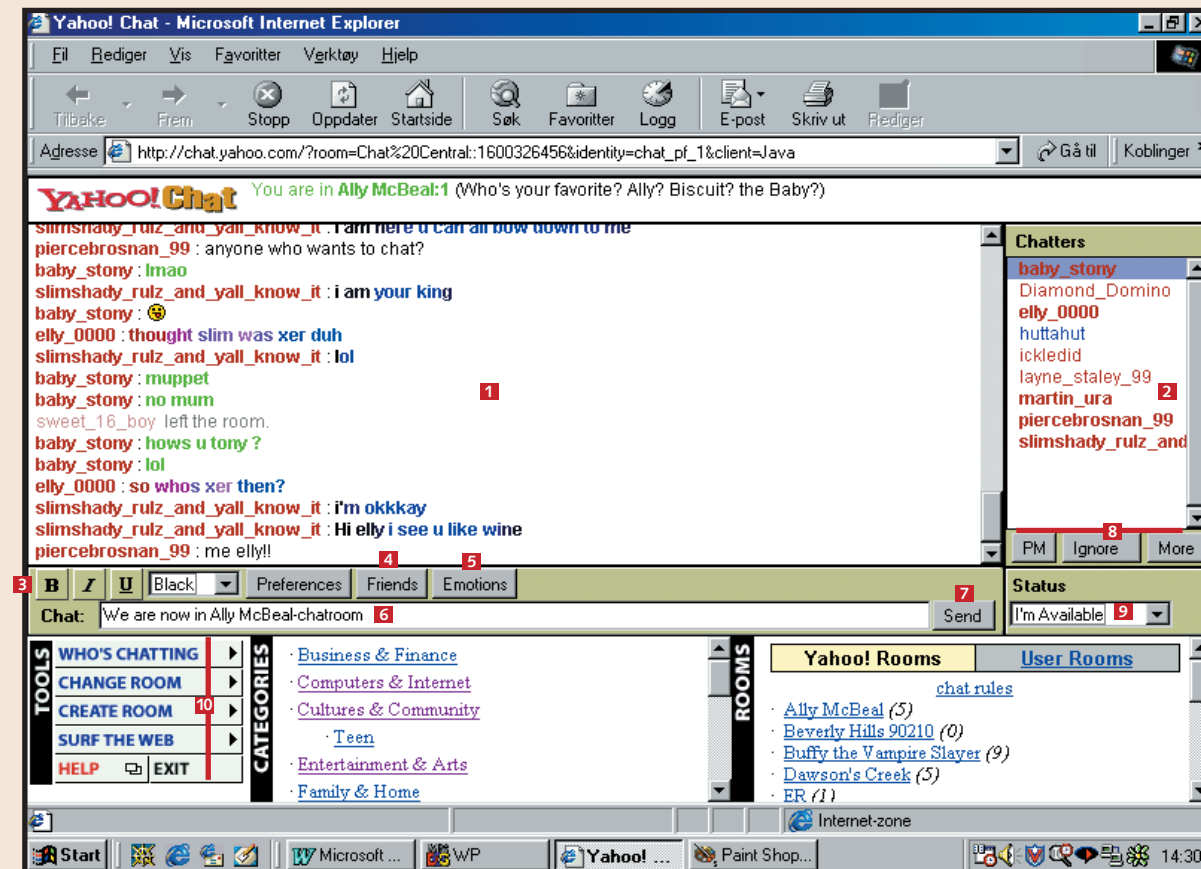 Yahoo! Chat - Microsoft Internet Explorer
Fil Rediger Vis Favoritter Verktøy Hjelp
Tilbake Frem Stopp Oppdater Startside Søk Favoritter Logg E-post Skriv ut Rediger
Adresse http://chat.yahoo.com/?room=Chat%20Central::1600326456&identity=chat_pf_1&client=Java Gå til Koblinger
YAHOO! Chat You are in Ally McBeal:1 (Who's your favorite? Ally? Biscuit? the Baby?)
slimshady_rulz_and_yall_know_it : i am here u can all bow down to me
piercebrosnan_99 : anyone who wants to chat?
baby_stony : lmao
slimshady_rulz_and_yall_know_it : i am your king
baby_stony :
elly_0000 : thought slim was xer duh
slimshady_rulz_and_yall_know_it : lol
baby_stony : muppet
baby_stony : no mum
sweet_16_boy left the room.
baby_stony : hows u tony ?
baby_stony : lol
elly_0000 : so whos xer then?
slimshady_rulz_and_yall_know_it : i'm okkkay
slimshady_rulz_and_yall_know_it : Hi elly i see u like wine
piercebrosnan_99 : me elly!!
1
Chatters
baby_stony
Diamond_Domino
elly_0000
huttahut
ickledid
layne_staley_99
martin_ura
piercebrosnan_99
slimshady_rulz_and
2
8
PM Ignore More
4 5
3 B I U Black Preferences Friends Emotions
7
Chat: We are now in Ally McBeal-chatroom 6 Send
Status
I'm Available 9
TOOLS
WHO'S CHATTING
CHANGE ROOM
CREATE ROOM 10
SURF THE WEB
HELP EXIT
CATEGORIES
· Business & Finance
· Computers & Internet
· Cultures & Community
· Teen
· Entertainment & Arts
· Family & Home
ROOMS
Yahoo! Rooms User Rooms
chat rules
· Ally McBeal (5)
· Beverly Hills 90210 (0)
· Buffy the Vampire Slayer (9)
· Dawson's Creek (5)
· ER (1)
Internet-zone
Start Microsoft ... WP Yahoo! ... Paint Shop... 14:30